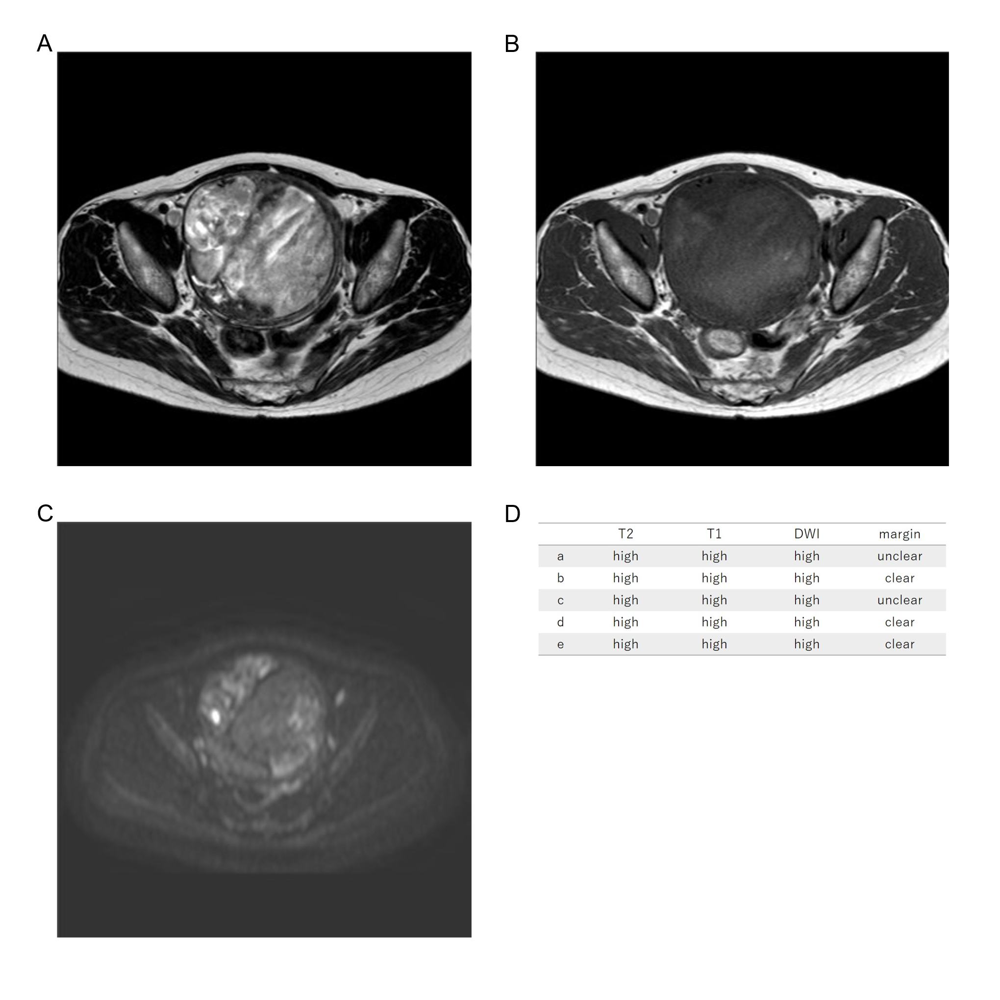 A
B
C
D
T2 T1 DWI margin
a high high high unclear
b high high high clear
c high high high unclear
d high high high clear
e high high high clear